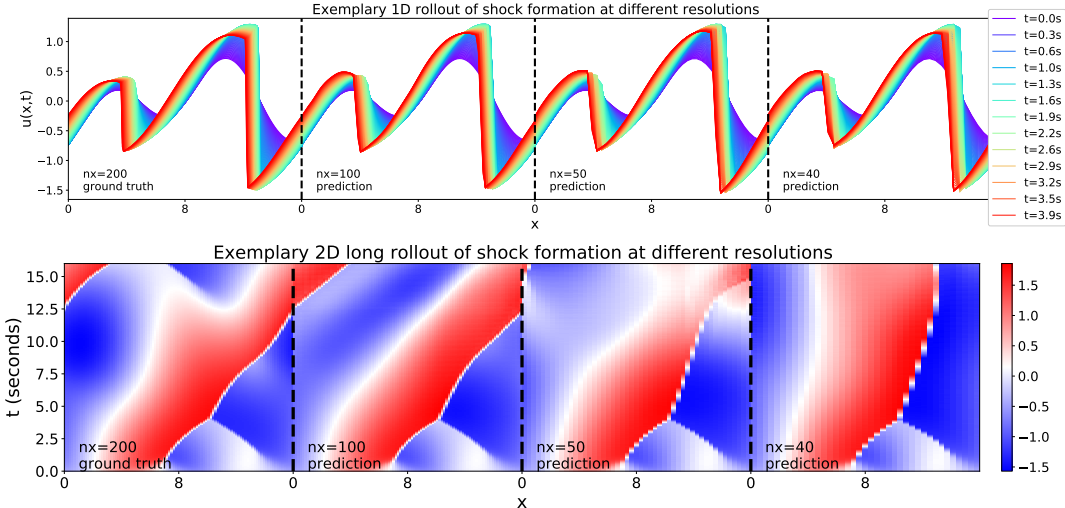 Exemplary 1D rollout of shock formation at different resolutions
u(x,t)
1.0
0.5
0.0
−0.5
−1.0
−1.5
nx=200
ground truth
nx=100
prediction
nx=50
prediction
nx=40
prediction
0 8 0 8 0 8 0 8
x
t=0.0s
t=0.3s
t=0.6s
t=1.0s
t=1.3s
t=1.6s
t=1.9s
t=2.2s
t=2.6s
t=2.9s
t=3.2s
t=3.5s
t=3.9s
Exemplary 2D long rollout of shock formation at different resolutions
t (seconds)
15.0
12.5
10.0
7.5
5.0
2.5
0.0
nx=200
ground truth
nx=100
prediction
nx=50
prediction
nx=40
prediction
0 8 0 8 0 8 0 8
x
1.5
1.0
0.5
0.0
−0.5
−1.0
−1.5